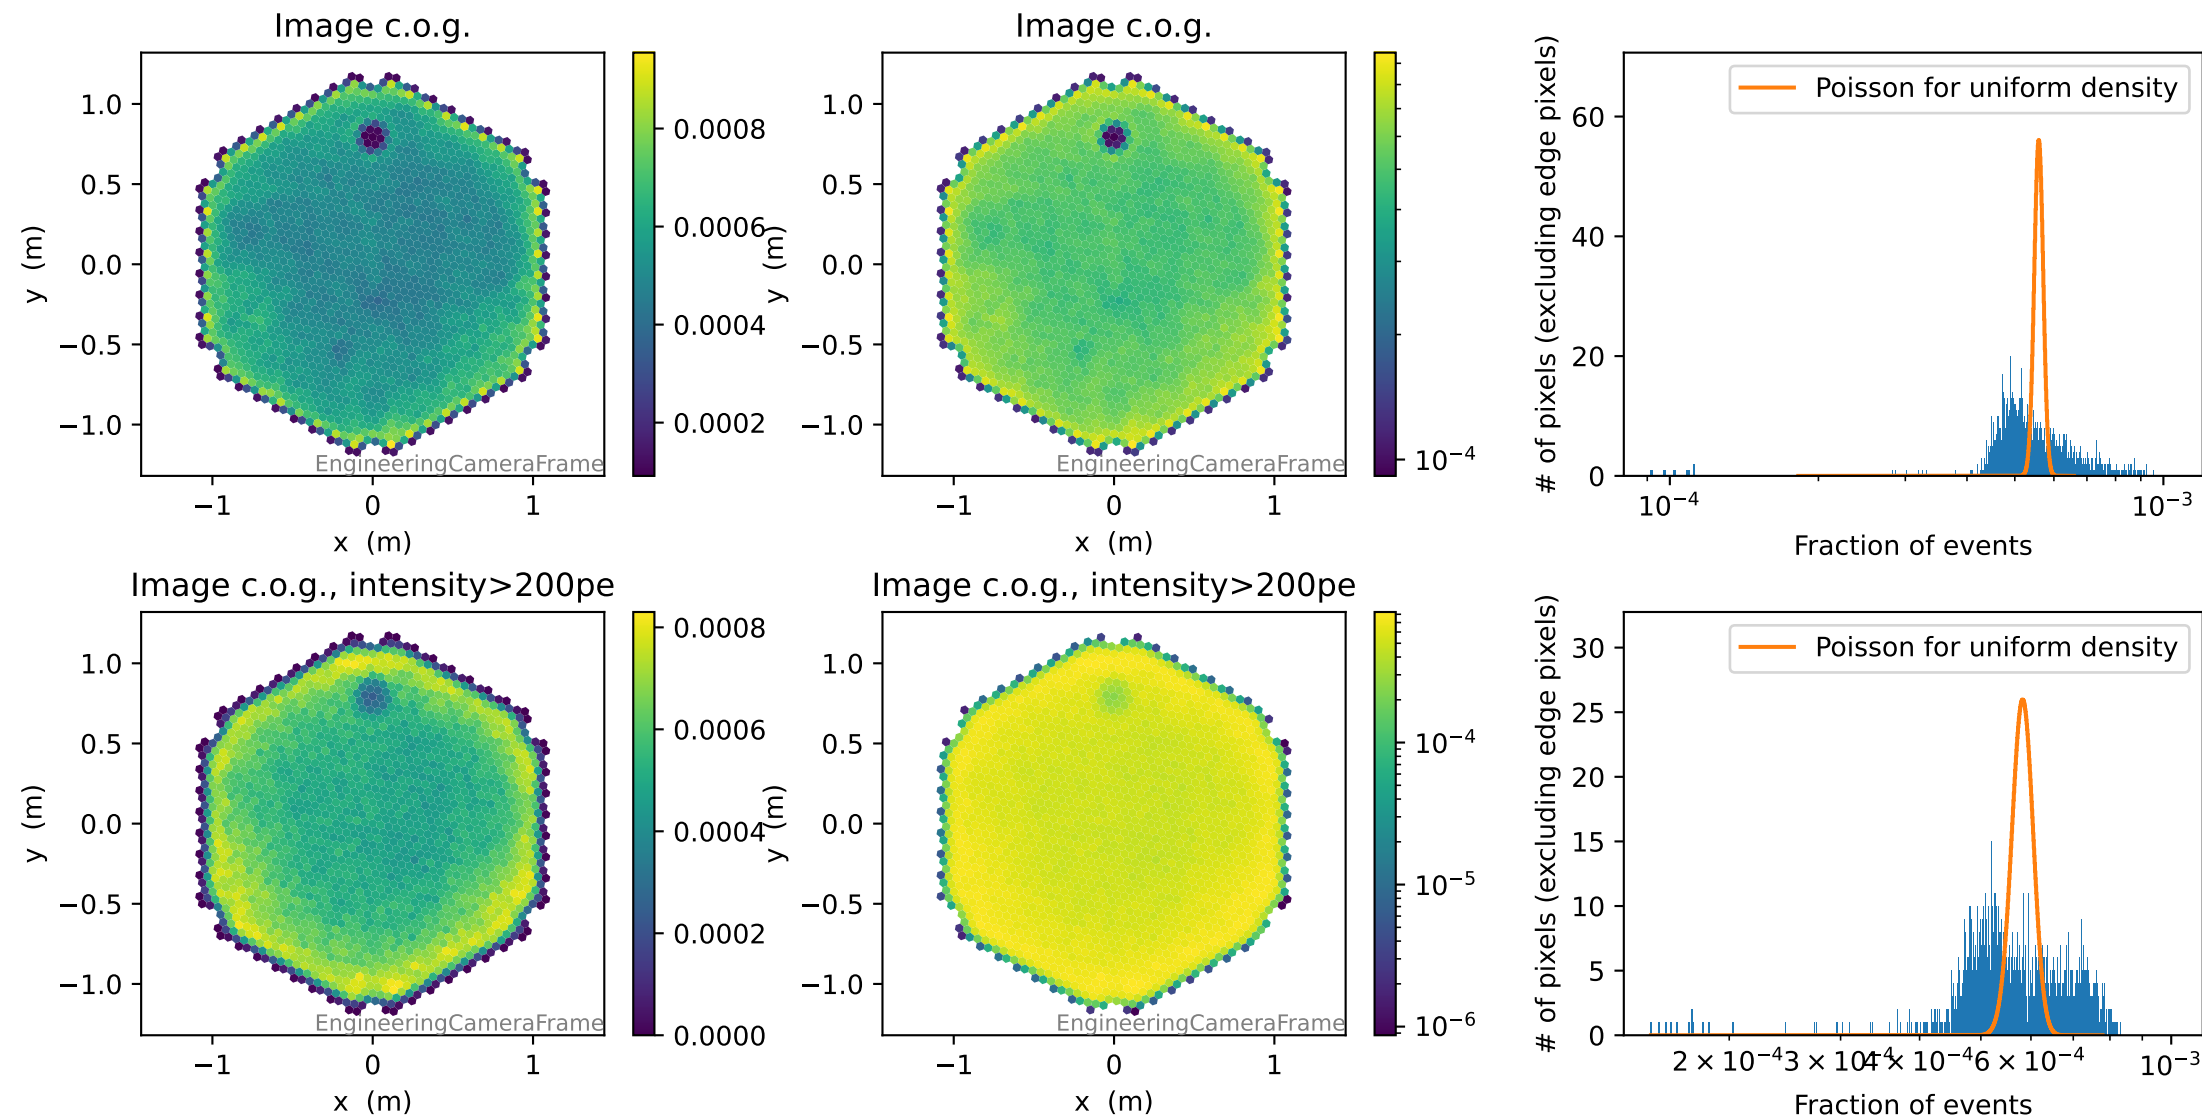 Image c.o.g.
1.0
0.5
0.0
−0.5
−1.0
y (m)
−1
0
1
x (m)
EngineeringCameraFrame
0.0008
0.0006
0.0004
0.0002
Image c.o.g.
1.0
0.5
0.0
−0.5
−1.0
y (m)
−1
0
1
x (m)
EngineeringCameraFrame
10⁻⁴
Poisson for uniform density
# of pixels (excluding edge pixels)
60
40
20
0
10⁻⁴
10⁻³
Fraction of events
Image c.o.g., intensity>200pe
1.0
0.5
0.0
−0.5
−1.0
y (m)
−1
0
1
x (m)
EngineeringCameraFrame
0.0008
0.0006
0.0004
0.0002
0.0000
Image c.o.g., intensity>200pe
1.0
0.5
0.0
−0.5
−1.0
y (m)
−1
0
1
x (m)
EngineeringCameraFrame
10⁻⁴
10⁻⁵
10⁻⁶
Poisson for uniform density
# of pixels (excluding edge pixels)
30
25
20
15
10
5
0
2 × 10⁻⁴
3 × 10⁻⁴
4 × 10⁻⁴
6 × 10⁻⁴
10⁻³
Fraction of events